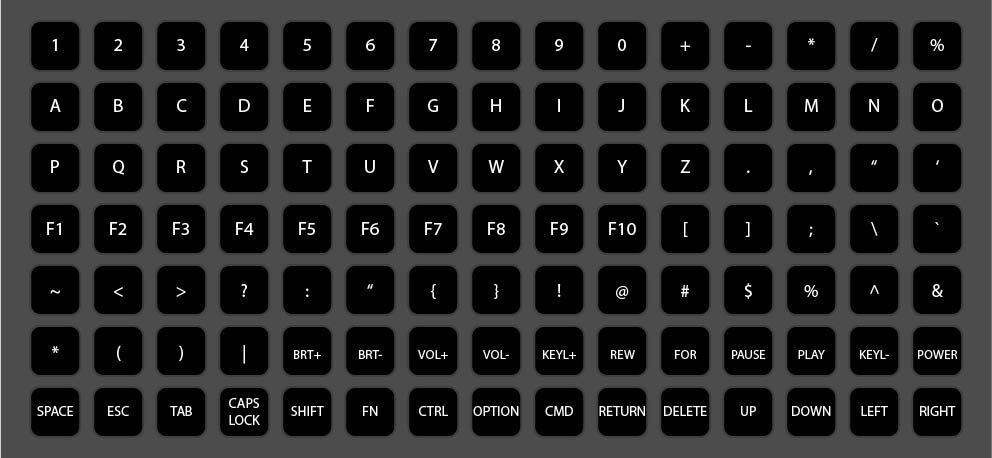 1 2 3 4 5 6 7 8 9 0 + - * / %
A B C D E F G H I J K L M N O
P Q R S T U V W X Y Z . , “ ‘
F1 F2 F3 F4 F5 F6 F7 F8 F9 F10 [ ] ; \ `
~ < > ? : “ { } ! @ # $ % ^ &
* ( ) | BRT+ BRT- VOL+ VOL- KEYL+ REW FOR PAUSE PLAY KEYL- POWER
SPACE ESC TAB CAPS LOCK SHIFT FN CTRL OPTION CMD RETURN DELETE UP DOWN LEFT RIGHT